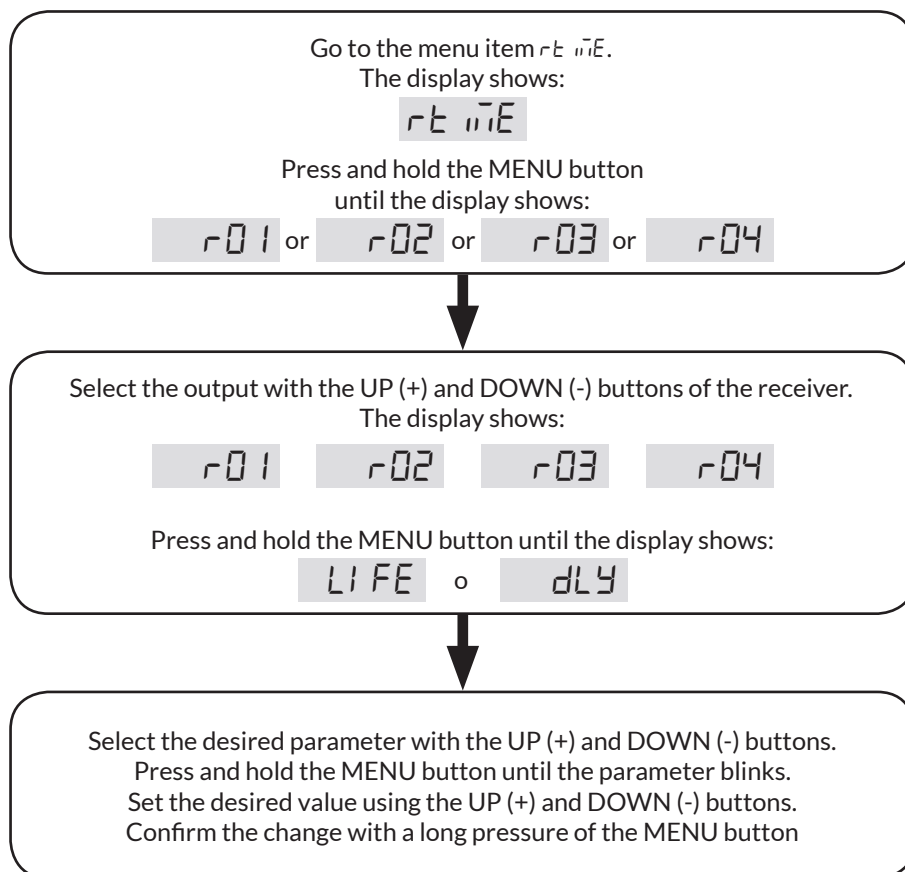 Go to the menu item rt mE.
The display shows:
rt mE
Press and hold the MENU button
until the display shows:
r01 or r02 or r03 or r04
Select the output with the UP (+) and DOWN (-) buttons of the receiver.
The display shows:
r01 r02 r03 r04
Press and hold the MENU button until the display shows:
LIFE o dLY
Select the desired parameter with the UP (+) and DOWN (-) buttons.
Press and hold the MENU button until the parameter blinks.
Set the desired value using the UP (+) and DOWN (-) buttons.
Confirm the change with a long pressure of the MENU button